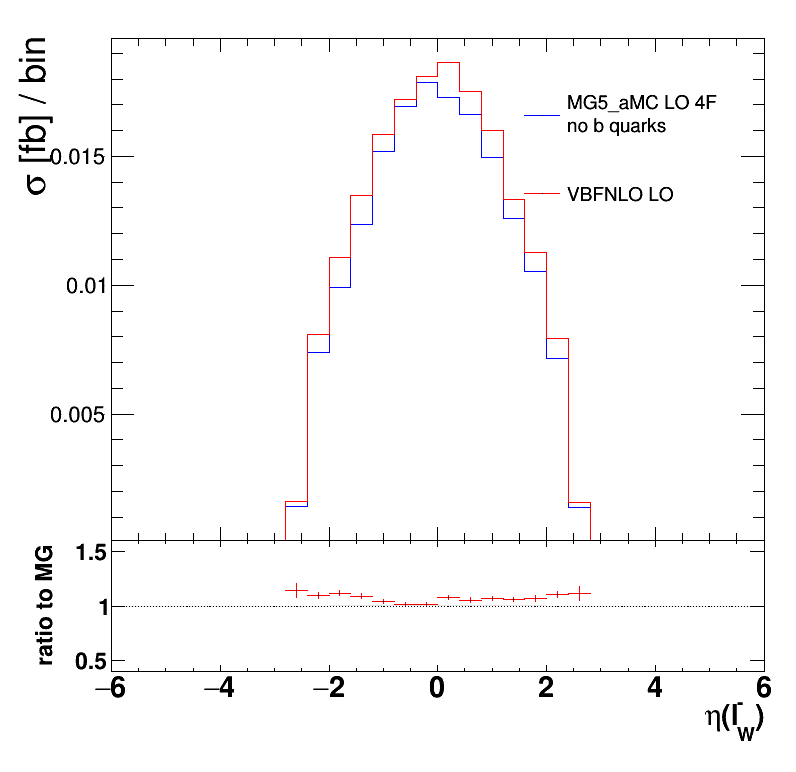 σ [fb] / bin
0.015
0.01
0.005
MG5_aMC LO 4F
no b quarks
VBFNLO LO
ratio to MG
1.5
1
0.5
−6 −4 −2 0 2 4 6
η(l⁻_W)